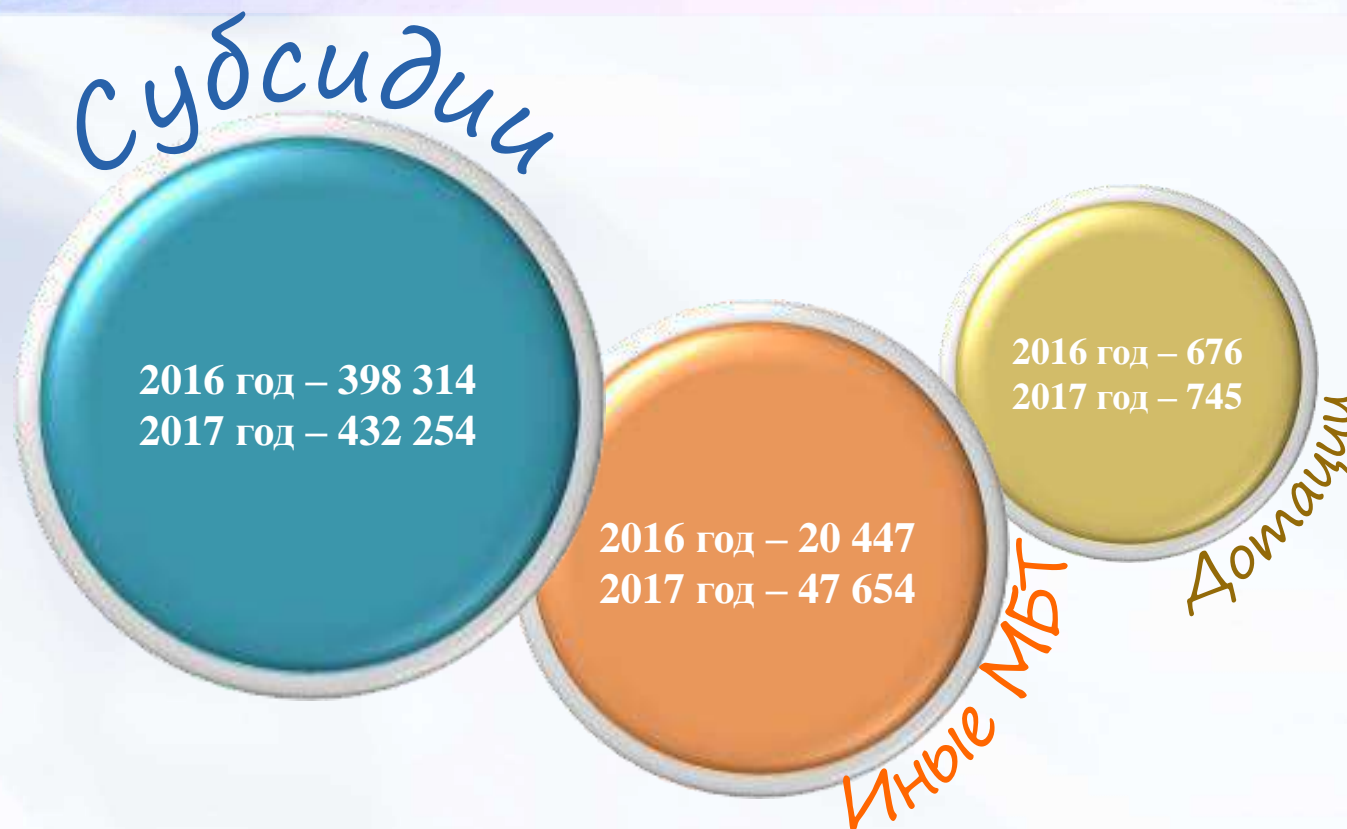 Субсидии
2016 год – 398 314
2017 год – 432 254
2016 год – 20 447
2017 год – 47 654
Иные МБТ
2016 год – 676
2017 год – 745
Дотации